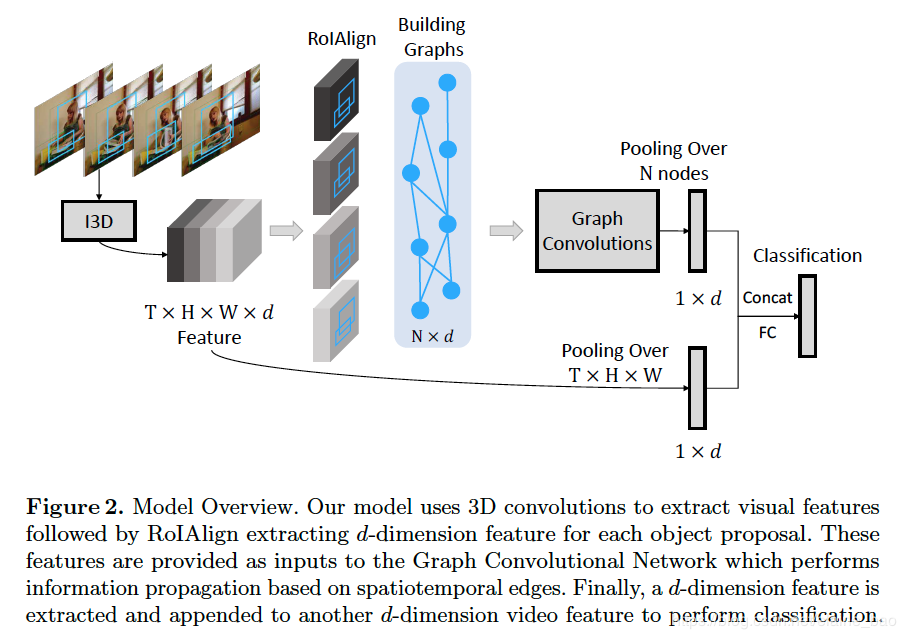 RoIAlign
Building
Graphs
I3D
T × H × W × d
Feature
N × d
Graph
Convolutions
Pooling Over
N nodes
1 × d
Pooling Over
T × H × W
1 × d
Classification
Concat
FC
Figure 2. Model Overview. Our model uses 3D convolutions to extract visual features
followed by RoIAlign extracting d-dimension feature for each object proposal. These
features are provided as inputs to the Graph Convolutional Network which performs
information propagation based on spatiotemporal edges. Finally, a d-dimension feature is
extracted and appended to another d-dimension video feature to perform classification.